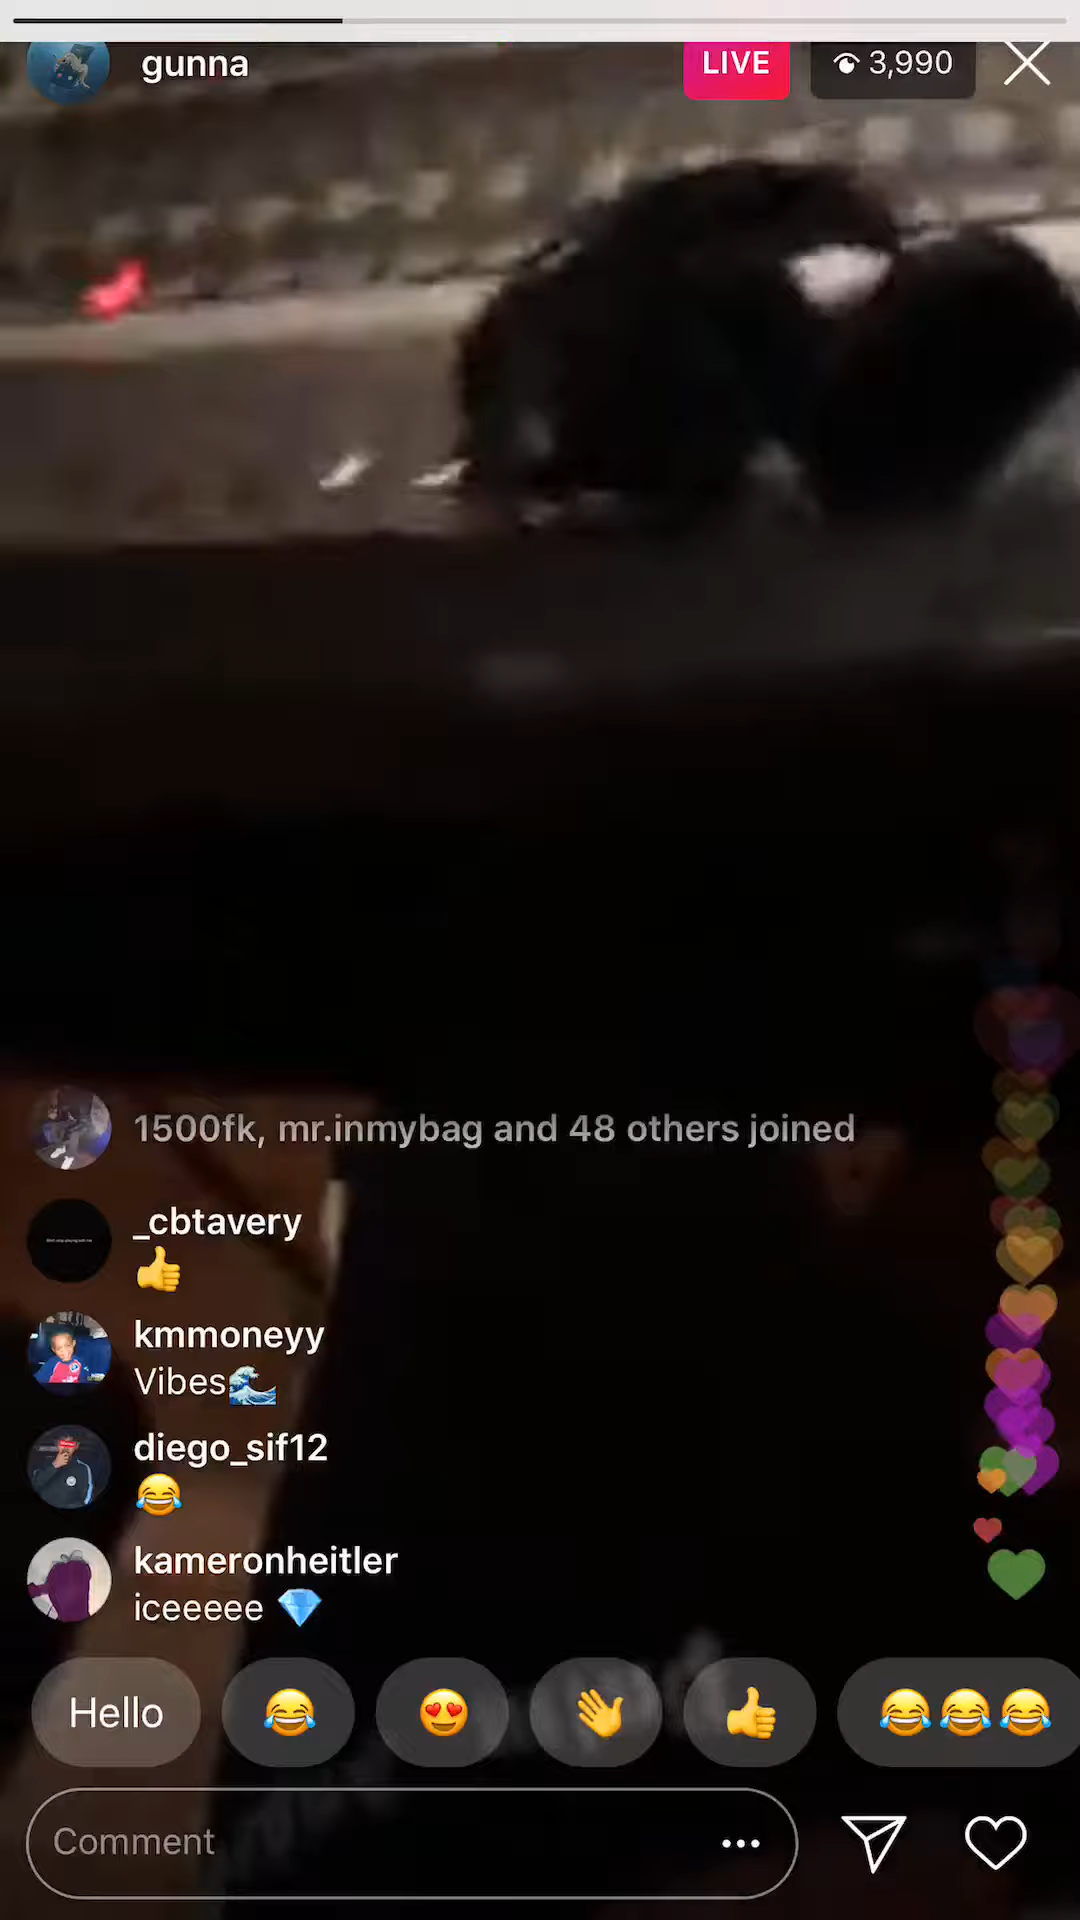 gunna
LIVE
3,990
1500fk, mr.inmybag and 48 others joined
_cbtavery
👍
kmmoneyy
Vibes🌊
diego_sif12
😂
kameronheitler
iceeeee 💎
Hello 😂 😍 👋 👍 😂😂😂
Comment